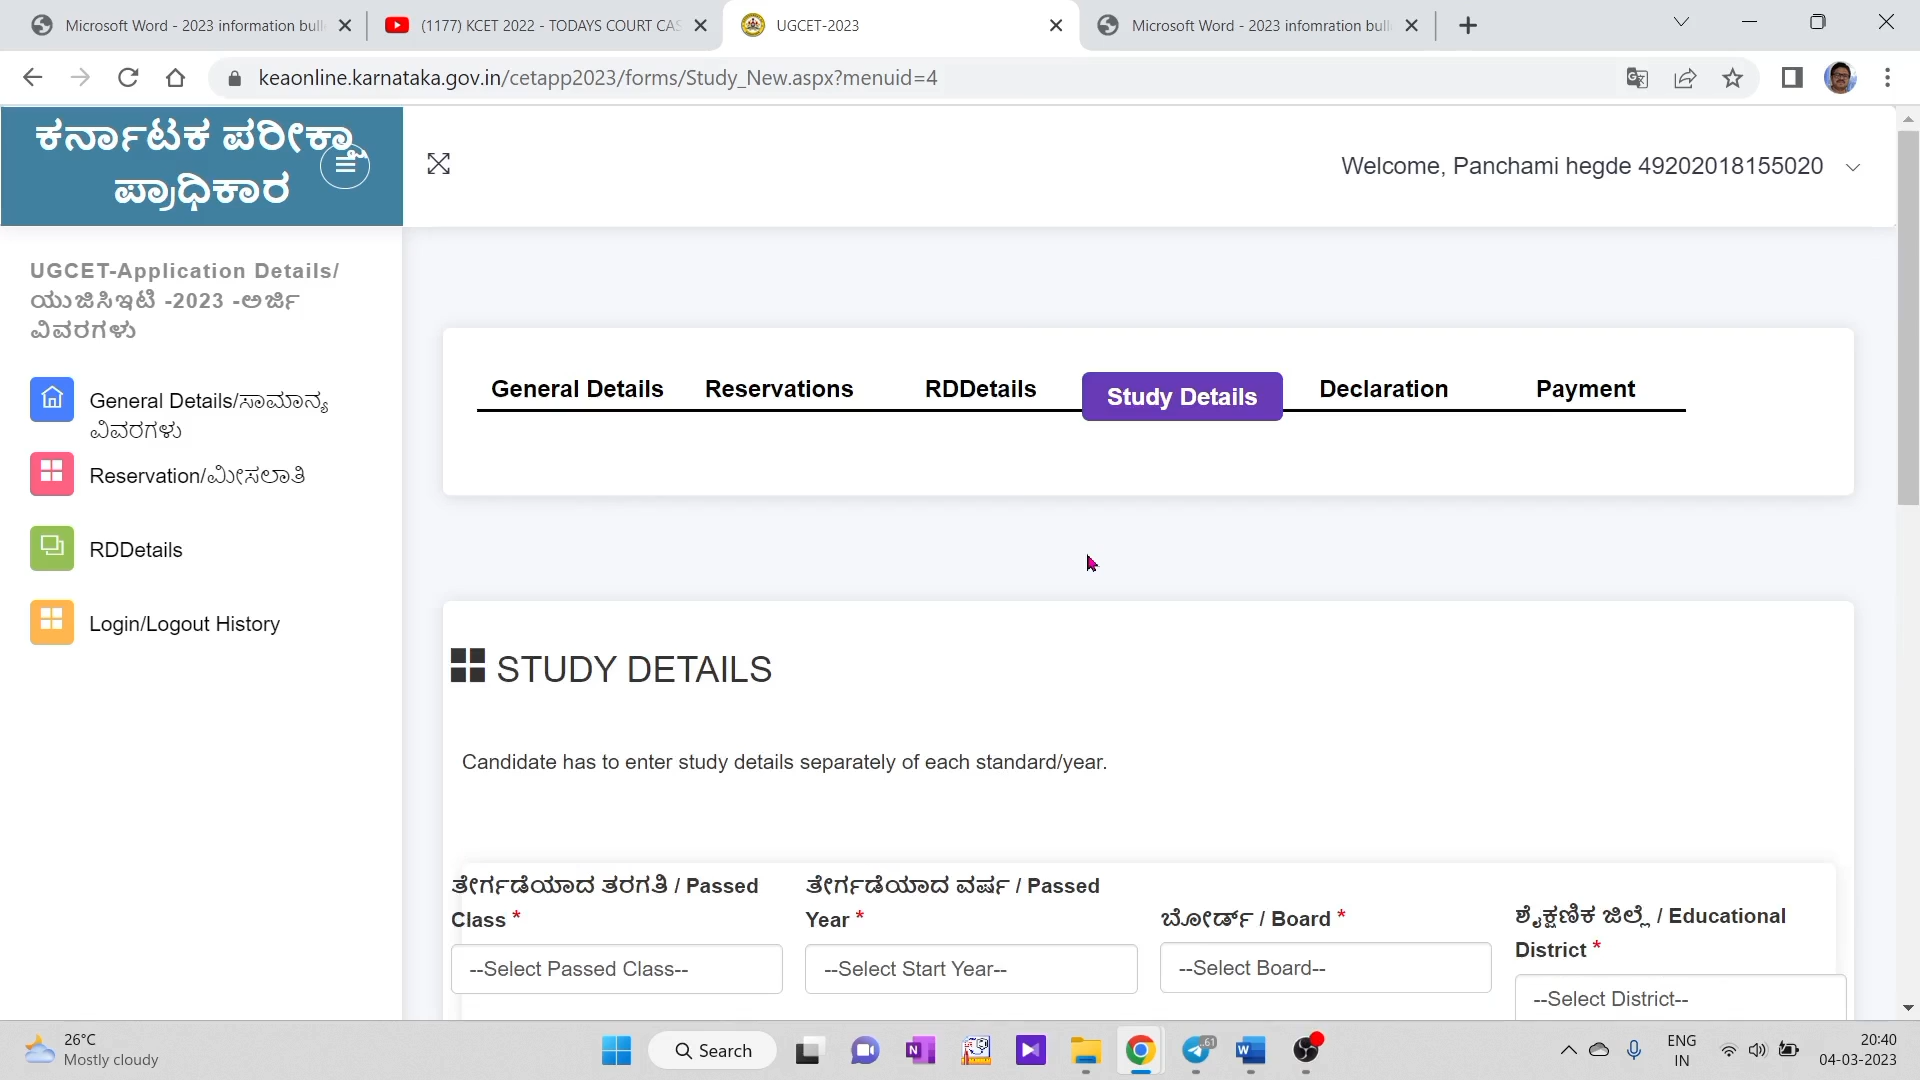 Microsoft Word - 2023 information bull
(1177) KCET 2022 - TODAYS COURT CAS
UGCET-2023
Microsoft Word - 2023 infomration bull
keaonline.karnataka.gov.in/cetapp2023/forms/Study_New.aspx?menuid=4
ಕರ್ನಾಟಕ ಪರೀಕ್ಷಾ
ಪ್ರಾಧಿಕಾರ
Welcome, Panchami hegde 49202018155020
UGCET-Application Details/
ಯುಜಿಸಿಇಟಿ -2023 -ಅರ್ಜಿ
ವಿವರಗಳು
General Details/ಸಾಮಾನ್ಯ
ವಿವರಗಳು
Reservation/ಮೀಸಲಾತಿ
RDDetails
Login/Logout History
General Details Reservations RDDetails Study Details Declaration Payment
STUDY DETAILS
Candidate has to enter study details separately of each standard/year.
ತೇರ್ಗಡೆಯಾದ ತರಗತಿ / Passed
Class *
--Select Passed Class--
ತೇರ್ಗಡೆಯಾದ ವರ್ಷ / Passed
Year *
--Select Start Year--
ಬೋರ್ಡ್ / Board *
--Select Board--
ಶೈಕ್ಷಣಿಕ ಜಿಲ್ಲೆ / Educational
District *
--Select District--
26°C
Mostly cloudy
Search
61
ENG
IN
20:40
04-03-2023